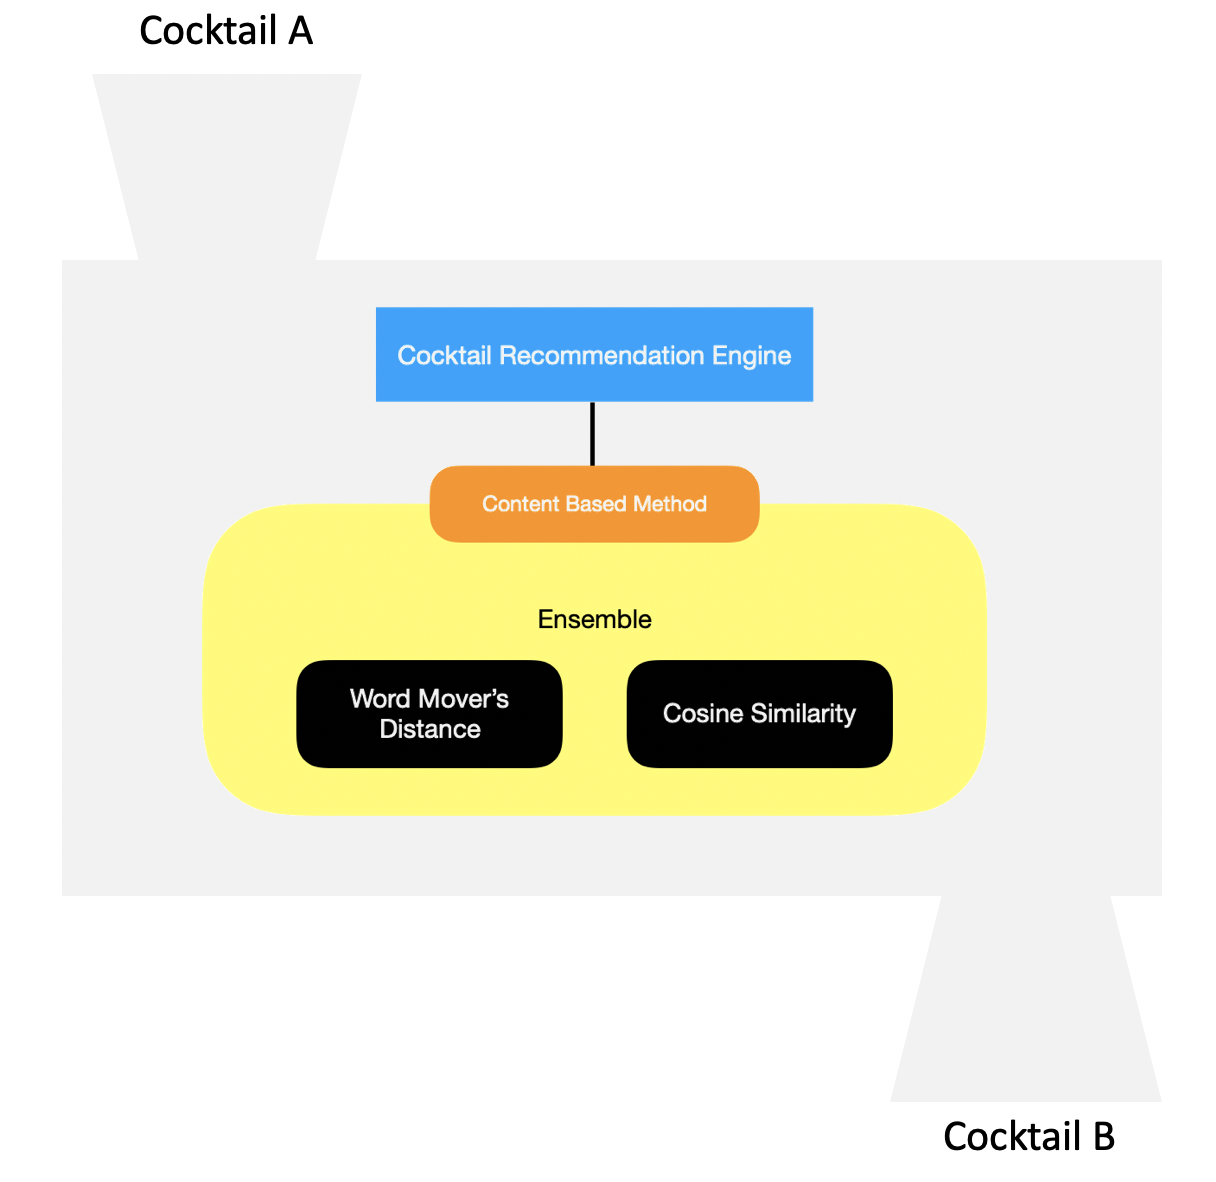 Cocktail A
Cocktail Recommendation Engine
Content Based Method
Ensemble
Word Mover’s
Distance
Cosine Similarity
Cocktail B